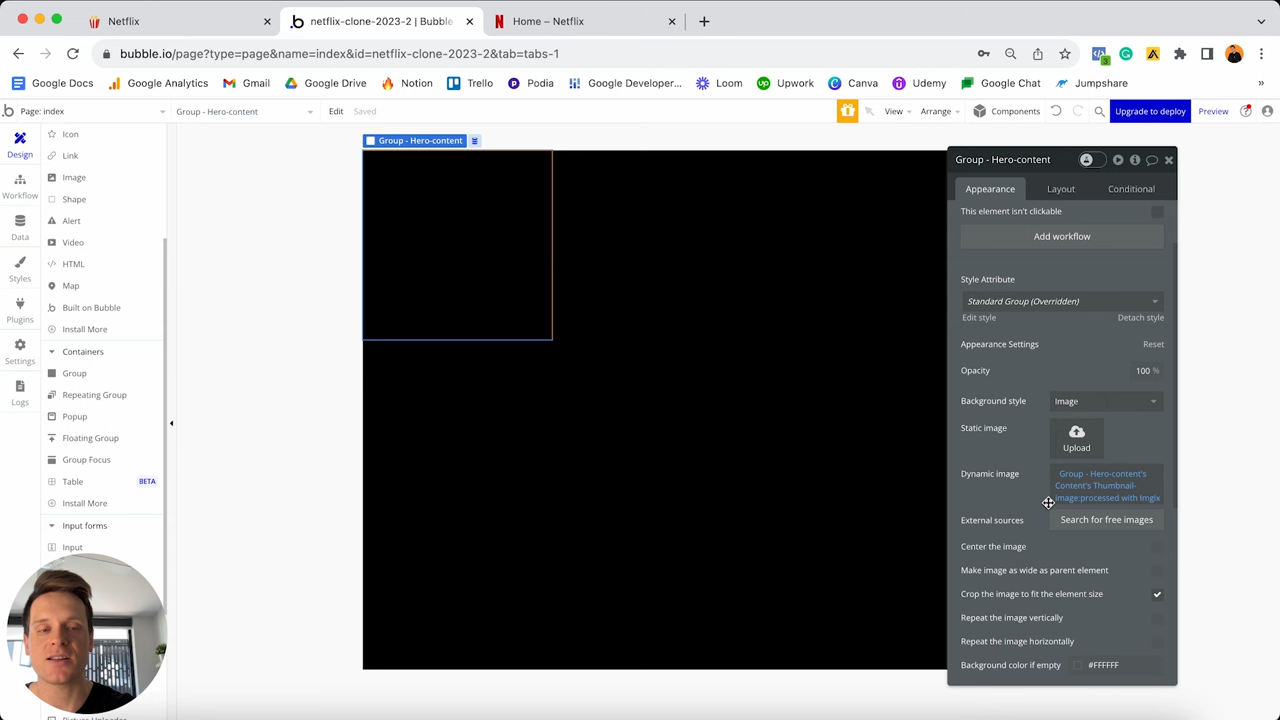 Netflix
netflix-clone-2023-2 | Bubble
Home – Netflix
bubble.io/page?type=page&name=index&id=netflix-clone-2023-2&tab=tabs-1
3
Google Docs
Google Analytics
Gmail
Google Drive
Notion
Trello
Podia
Google Developer...
Loom
Upwork
Canva
Udemy
Google Chat
Jumpshare
»
Page: index
Group - Hero-content
Edit
Saved
View
Arrange
Components
Upgrade to deploy
Preview
Design
Workflow
Data
Styles
Plugins
Settings
Logs
Icon
Link
Image
Shape
Alert
Video
HTML
Map
Built on Bubble
Install More
Containers
Group
Repeating Group
Popup
Floating Group
Group Focus
Table
BETA
Install More
Input forms
Input
Group - Hero-content
Group - Hero-content
Appearance
Layout
Conditional
This element isn't clickable
Add workflow
Style Attribute
Standard Group (Overridden)
Edit style
Detach style
Appearance Settings
Reset
Opacity
100 %
Background style
Image
Static image
Upload
Dynamic image
Group - Hero-content's
Content's Thumbnail-
image:processed with Imgix
External sources
Search for free images
Center the image
Make image as wide as parent element
Crop the image to fit the element size
Repeat the image vertically
Repeat the image horizontally
Background color if empty
#FFFFFF